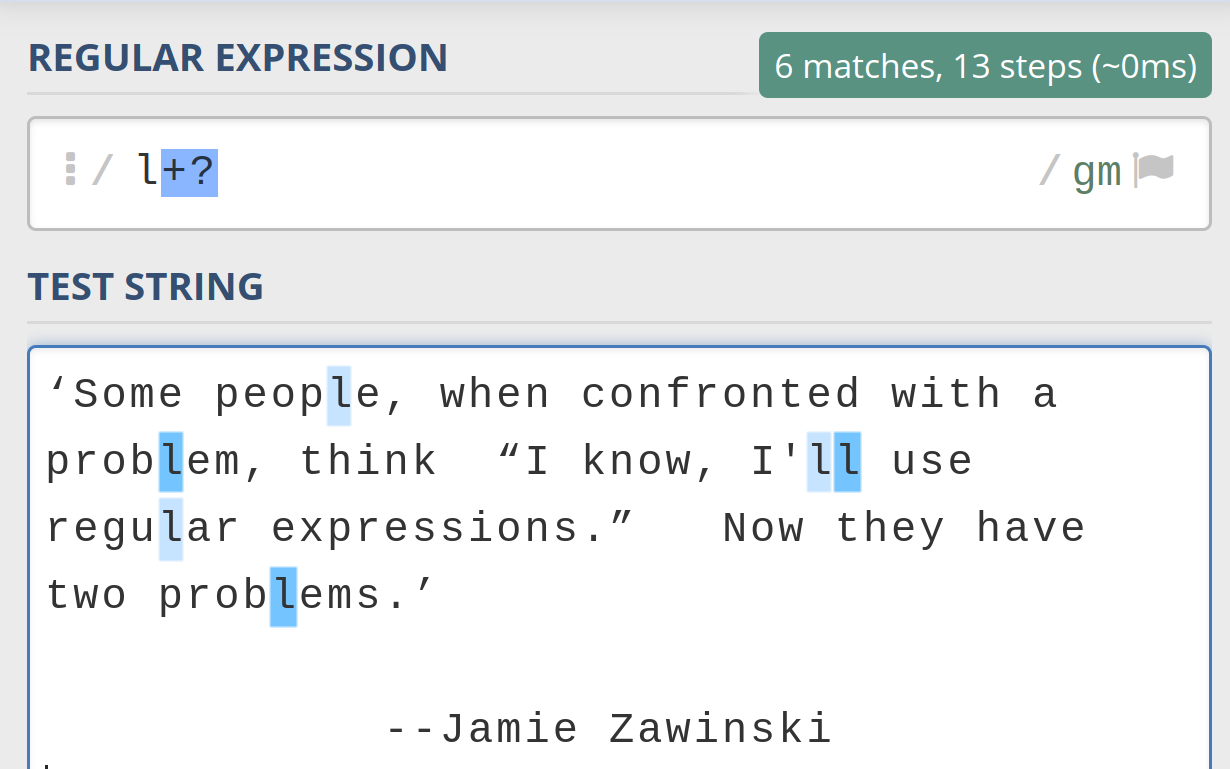 REGULAR EXPRESSION
6 matches, 13 steps (~0ms)
/ l+? / gm
TEST STRING
‘Some people, when confronted with a
problem, think  “I know, I'll use
regular expressions.”   Now they have
two problems.’
--Jamie Zawinski